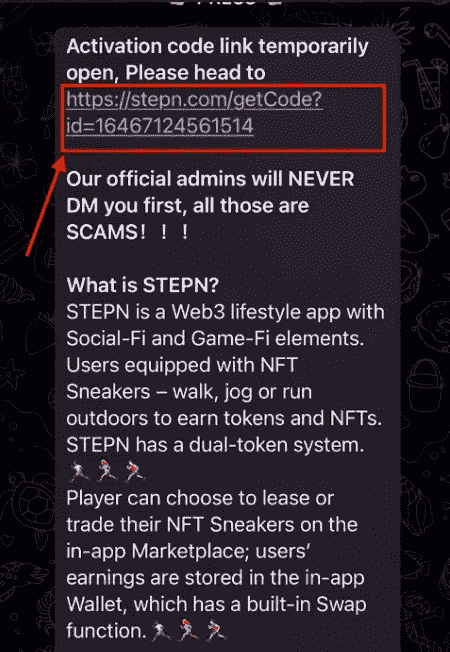 Activation code link temporarily
open, Please head to
https://stepn.com/getCode?
id=16467124561514
Our official admins will NEVER
DM you first, all those are
SCAMS！！！
What is STEPN?
STEPN is a Web3 lifestyle app with
Social-Fi and Game-Fi elements.
Users equipped with NFT
Sneakers – walk, jog or run
outdoors to earn tokens and NFTs.
STEPN has a dual-token system.
Player can choose to lease or
trade their NFT Sneakers on the
in-app Marketplace; users’
earnings are stored in the in-app
Wallet, which has a built-in Swap
function.